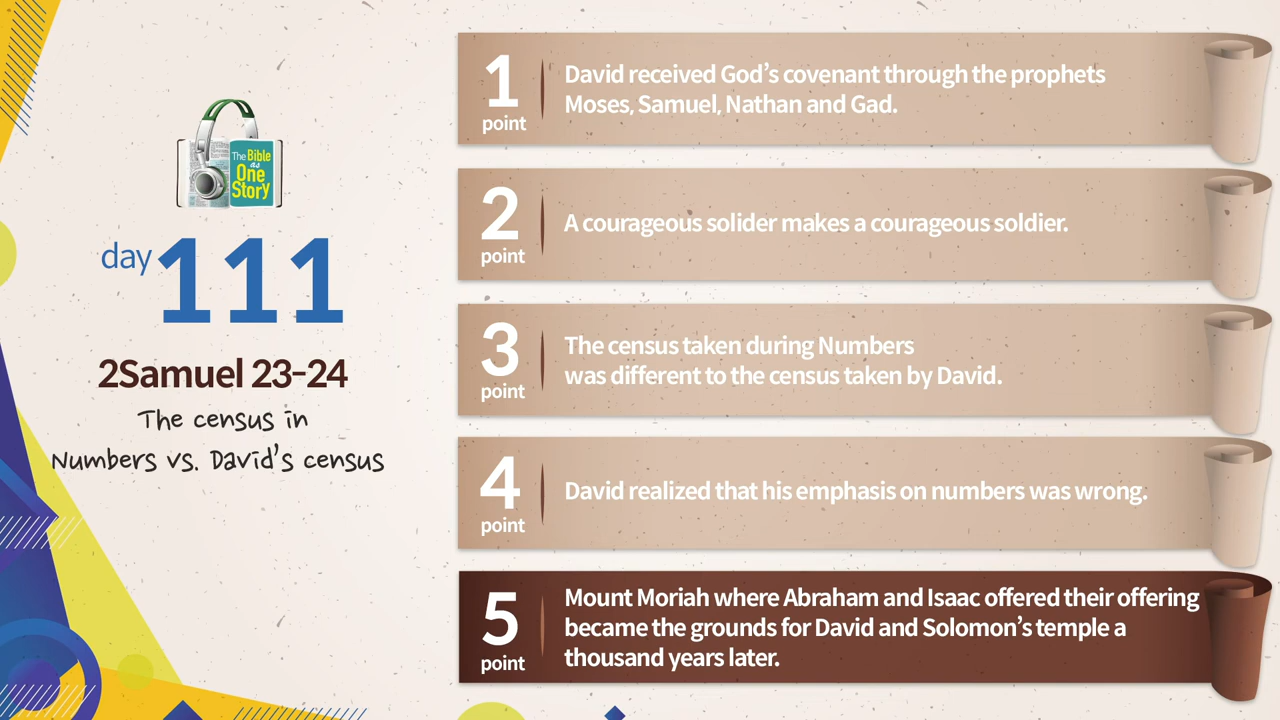 The Bible
as
One
Story
day 111
2Samuel 23-24
The census in
Numbers vs. David's census
1
point
David received God’s covenant through the prophets
Moses, Samuel, Nathan and Gad.
2
point
A courageous solider makes a courageous soldier.
3
point
The census taken during Numbers
was different to the census taken by David.
4
point
David realized that his emphasis on numbers was wrong.
5
point
Mount Moriah where Abraham and Isaac offered their offering
became the grounds for David and Solomon’s temple a
thousand years later.